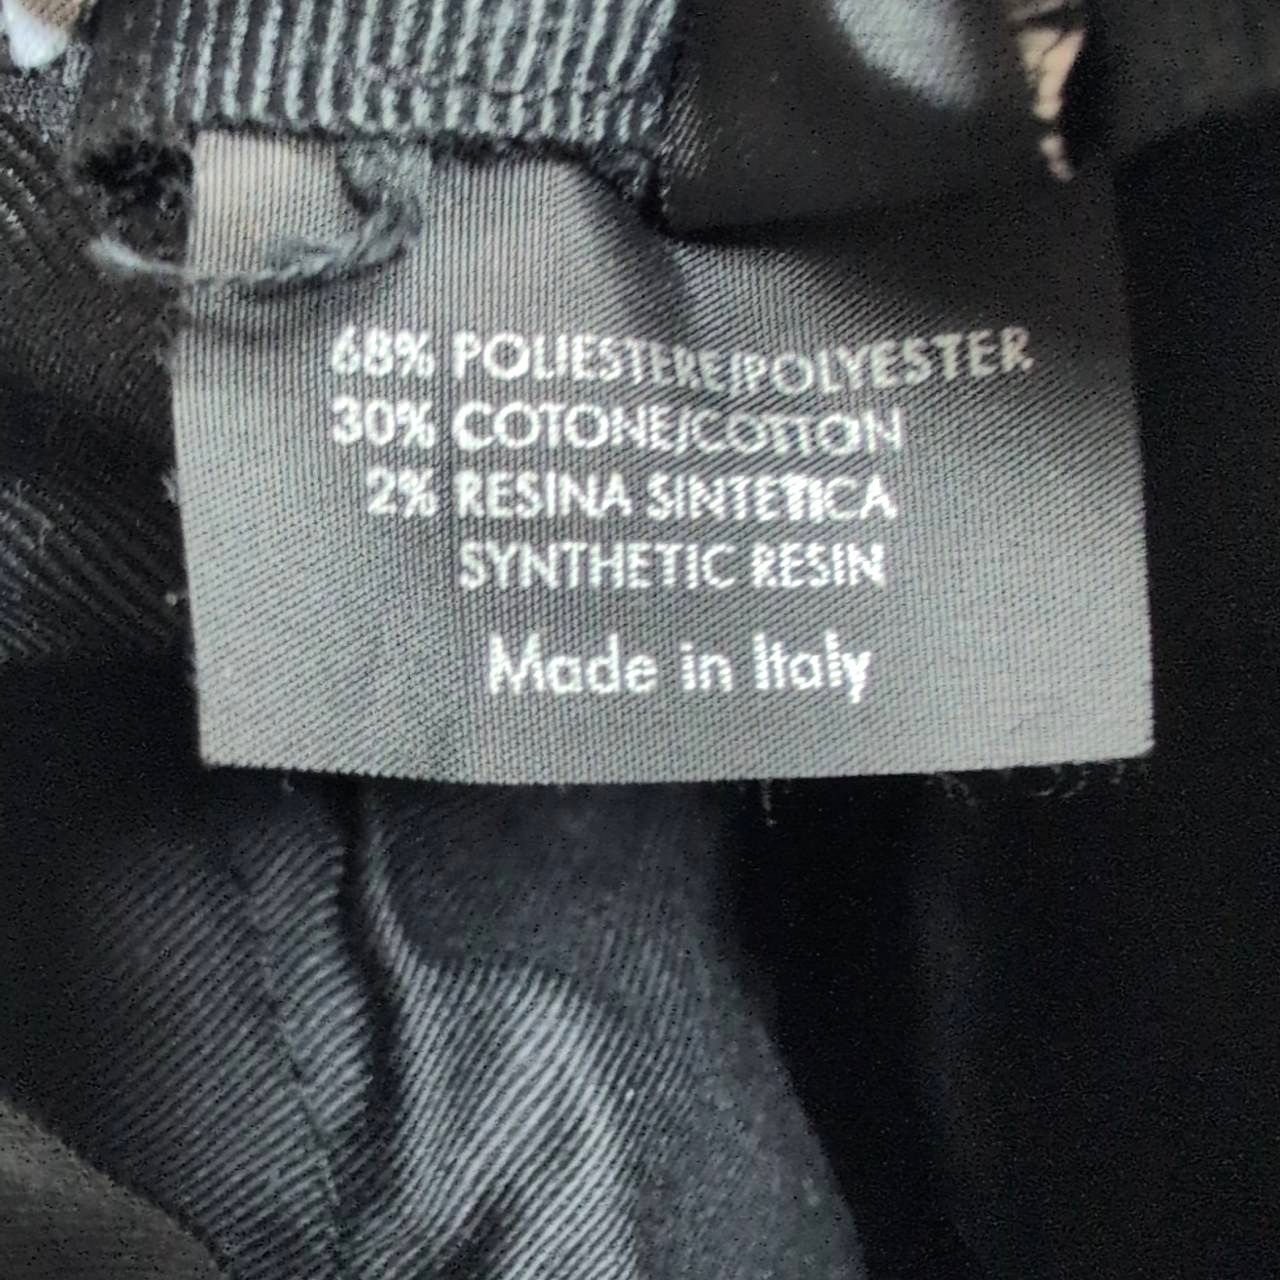 68% POLIESTERE/POLYESTER
30% COTONE/COTTON
2% RESINA SINTETICA
SYNTHETIC RESIN
Made in Italy